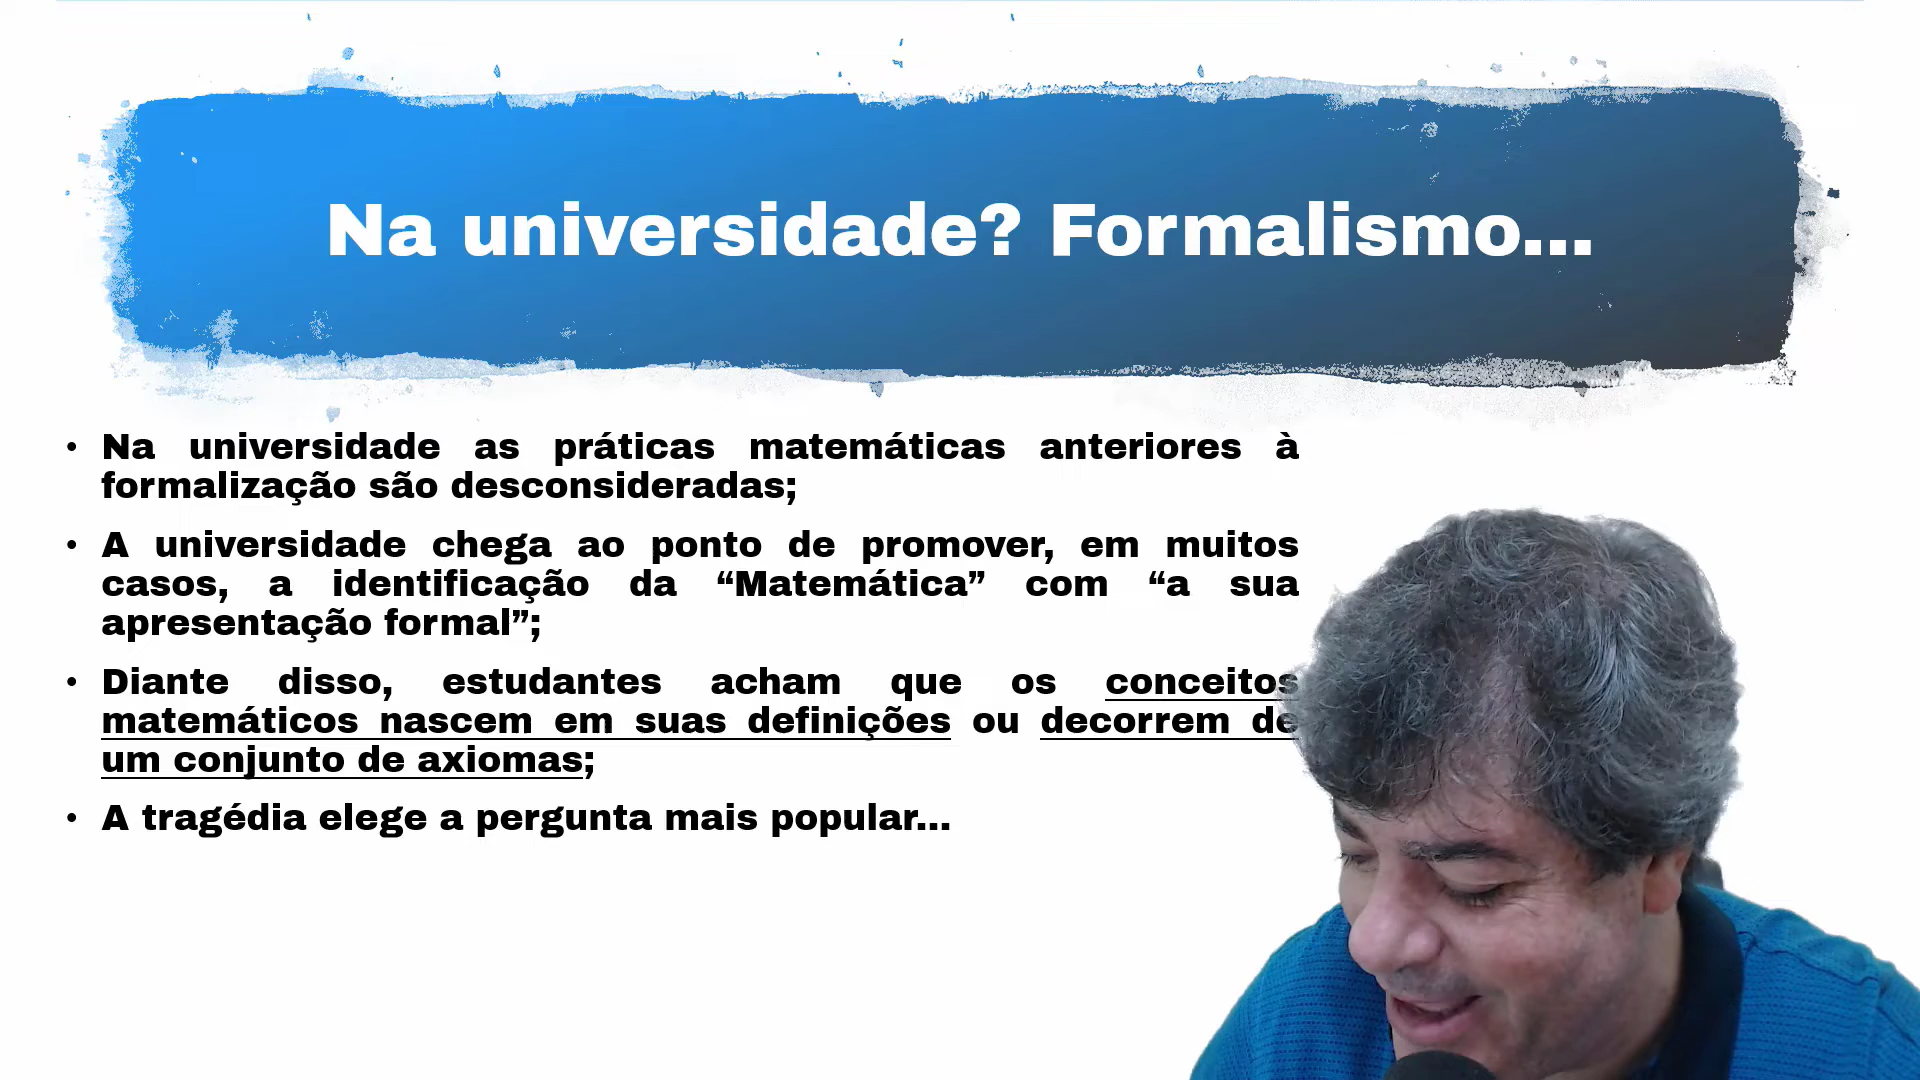 Na universidade? Formalismo...
• Na universidade as práticas matemáticas anteriores à
formalização são desconsideradas;
• A universidade chega ao ponto de promover, em muitos
casos, a identificação da “Matemática” com “a sua
apresentação formal”;
• Diante disso, estudantes acham que os conceitos
matemáticos nascem em suas definições ou decorrem de
um conjunto de axiomas;
• A tragédia elege a pergunta mais popular...